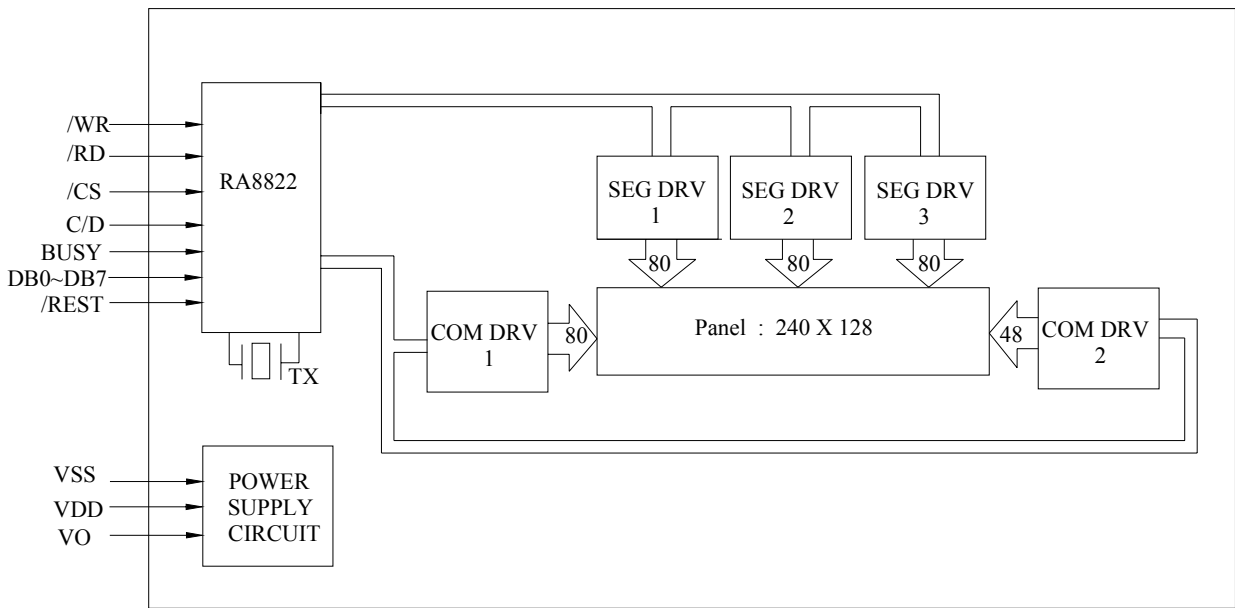 /WR
/RD
/CS
C/D
BUSY
DB0~DB7
/REST
RA8822
TX
SEG DRV
1
SEG DRV
2
SEG DRV
3
80
80
80
COM DRV
1
80
Panel : 240 X 128
48
COM DRV
2
VSS
VDD
VO
POWER
SUPPLY
CIRCUIT